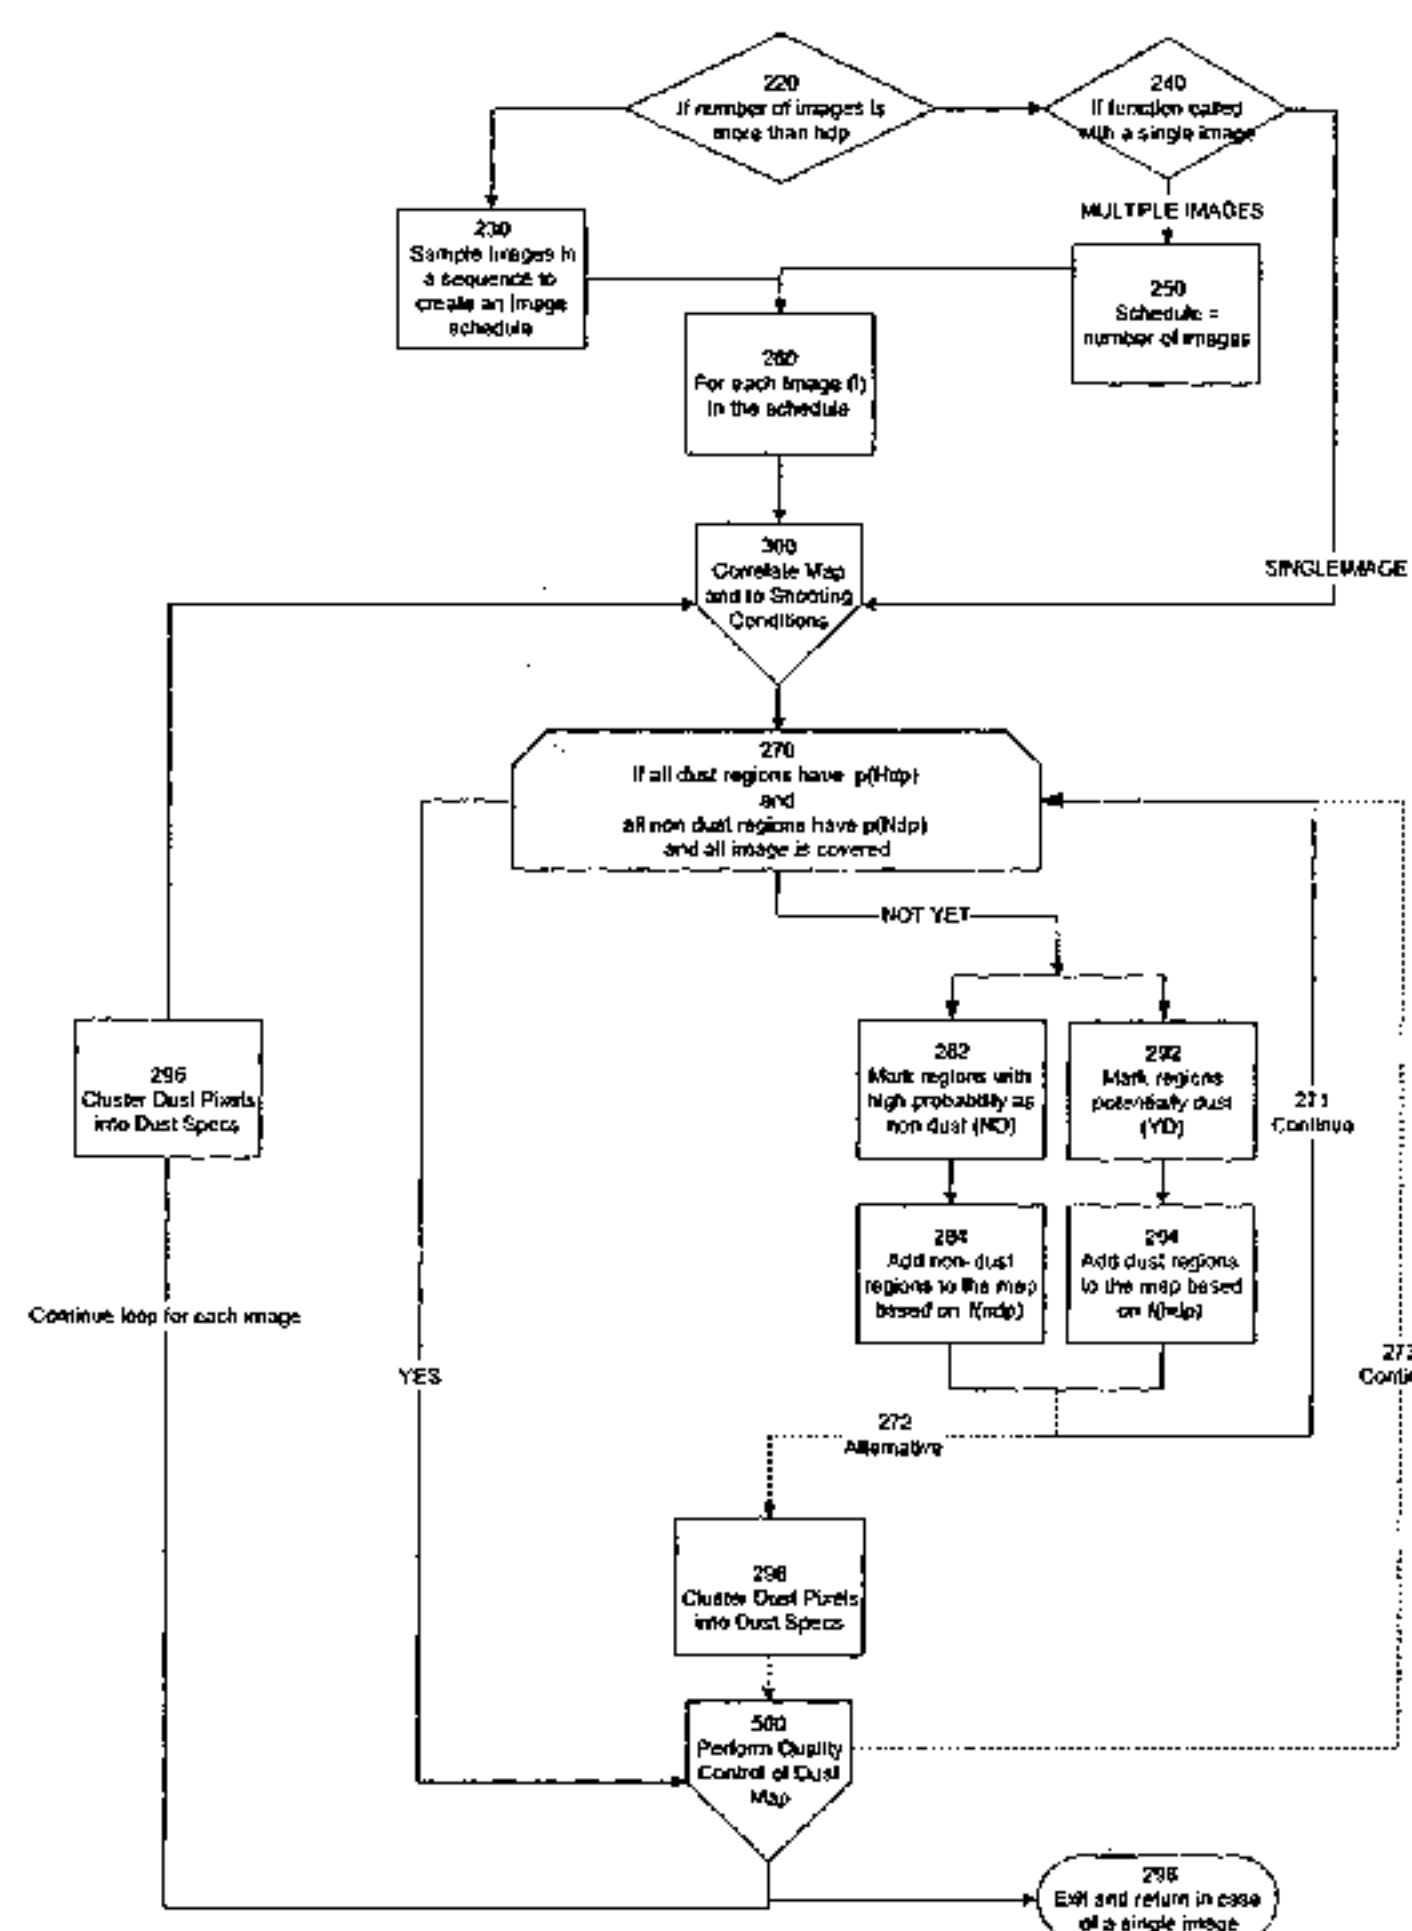 220
If number of images is
more than hdp
240
If function called
with a single image
MULTIPLE IMAGES
230
Sample Images in
a sequence to
create an image
schedule
250
Schedule =
number of images
260
For each Image (I)
in the schedule
300
Correlate Map
and to Shooting
Conditions
SINGLE IMAGE
270
If all dust regions have p(Hdp)
and
all non dust regions have p(Ndp)
and all image is covered
NOT YET
296
Cluster Dust Pixels
into Dust Specs
282
Mark regions with
high probability as
non dust (ND)
292
Mark regions
potentially dust
(YD)
271
Continue
284
Add non-dust
regions to the map
based on f(ndp)
294
Add dust regions
to the map based
on f(hdp)
Continue loop for each image
YES
272
Alternative
298
Cluster Dust Pixels
into Dust Specs
500
Perform Quality
Control of Dust
Map
298
Exit and return in case
of a single image